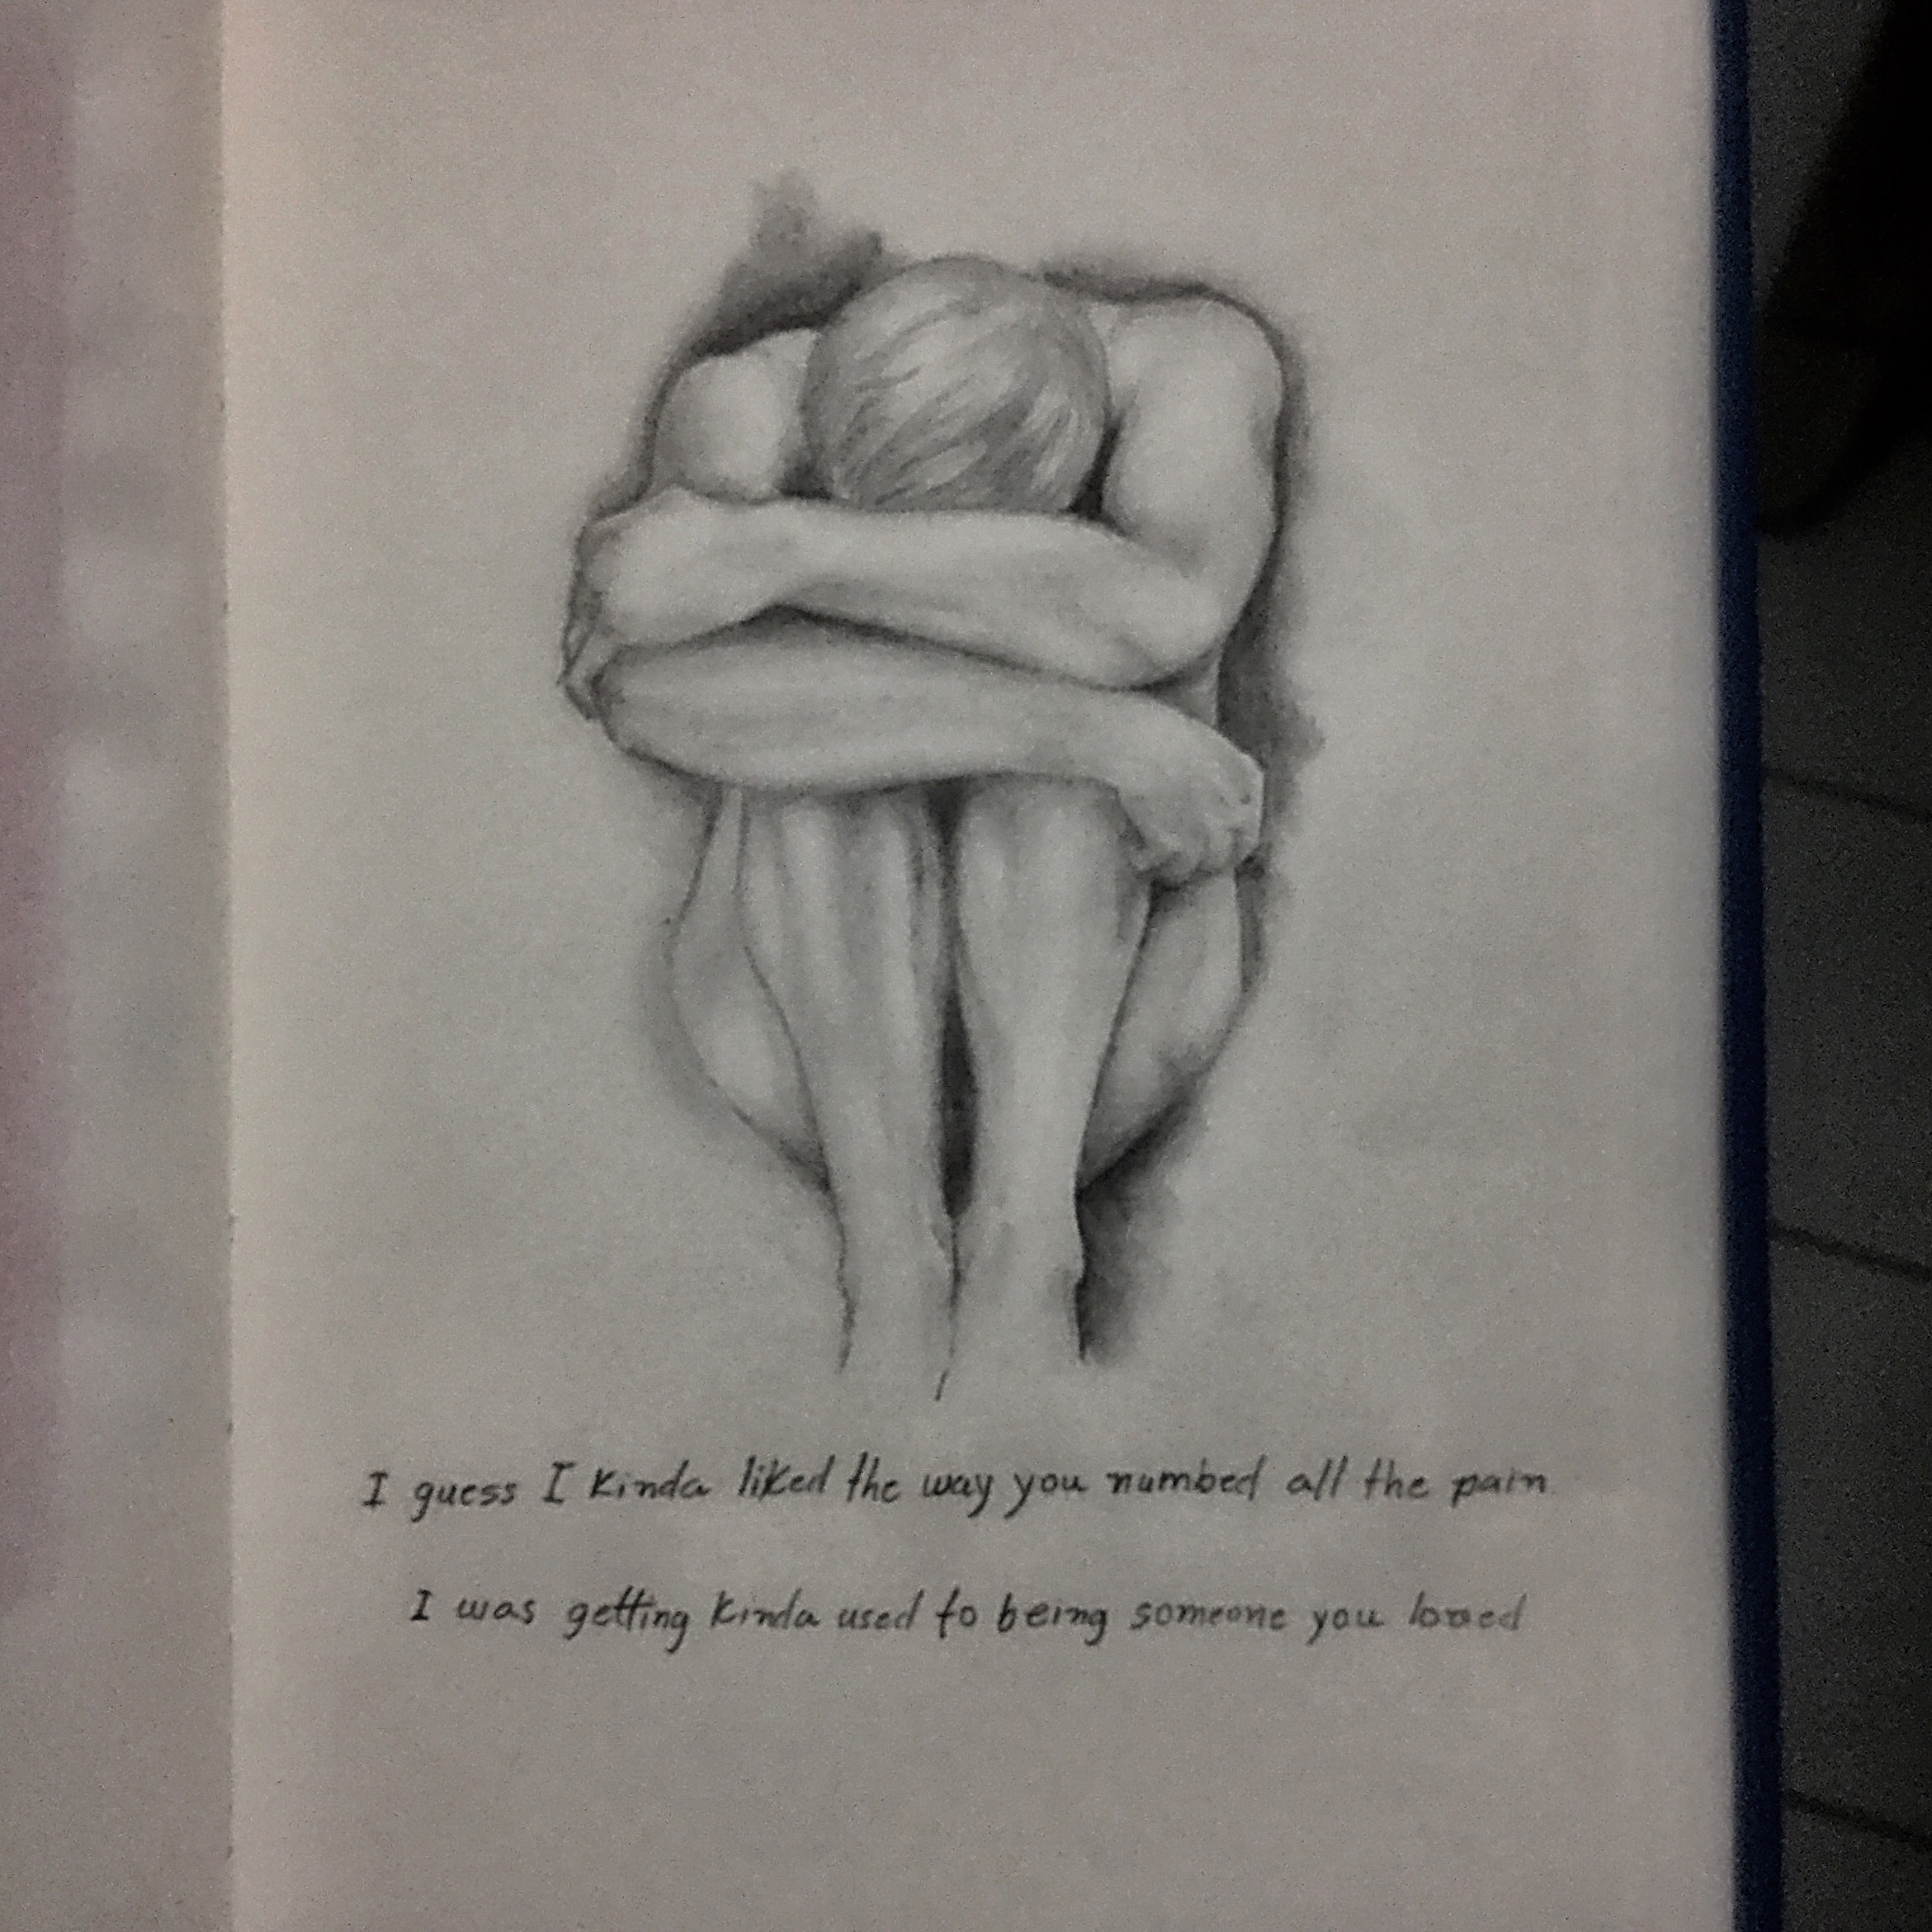 I guess I kinda liked the way you numbed all the pain
I was getting kinda used to being someone you loved